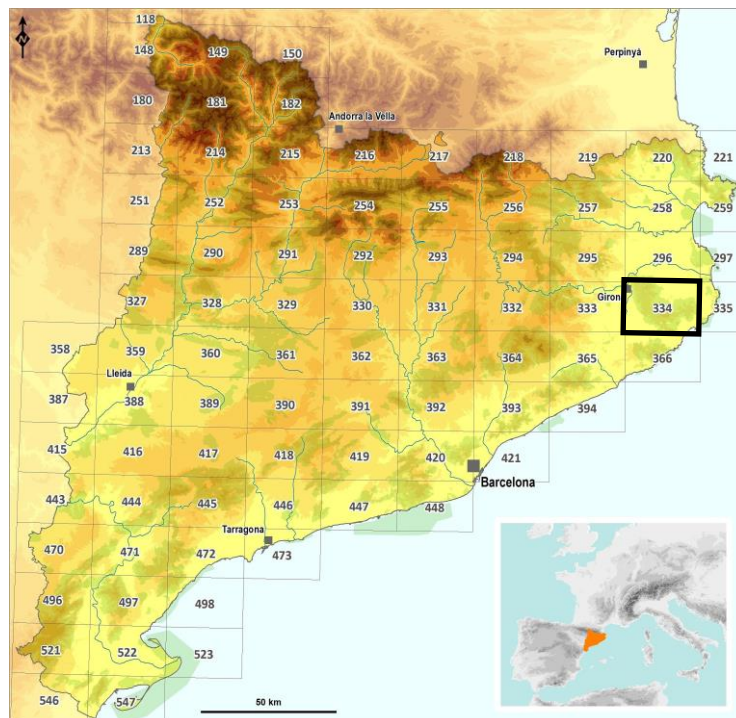 118
N
148 149 150
Perpinyà
180 181 182
Andorra la Vella
213 214 215 216 217 218 219 220 221
251 252 253 254 255 256 257 258 259
289 290 291 292 293 294 295 296 297
327 328 329 330 331 332 333 Giron 334 335
358 359 360 361 362 363 364 365 366
Lleida
387 388 389 390 391 392 393 394
415 416 417 418 419 420 421
Barcelona
443 444 445 446 447 448
Tarragona
470 471 472 473
496 497 498
521 522 523
546 547
50 km